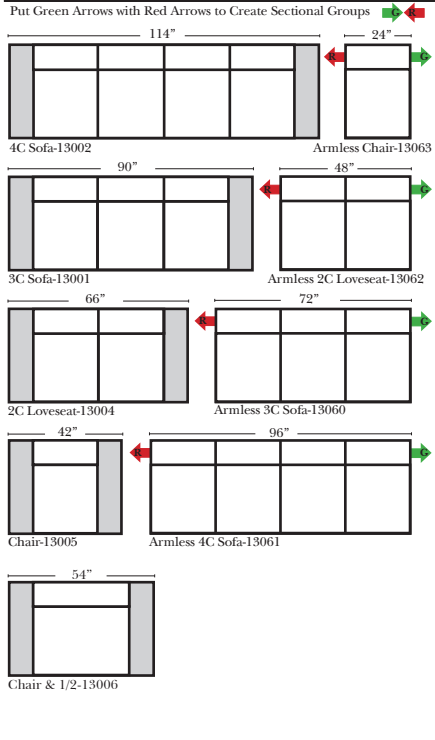 Put Green Arrows with Red Arrows to Create Sectional Groups G R
114” 24”
R G
4C Sofa-13002 Armless Chair-13063
90” 48”
R G
3C Sofa-13001 Armless 2C Loveseat-13062
66” 72”
R G
2C Loveseat-13004 Armless 3C Sofa-13060
42” 96”
R G
Chair-13005 Armless 4C Sofa-13061
54”
Chair & 1/2-13006